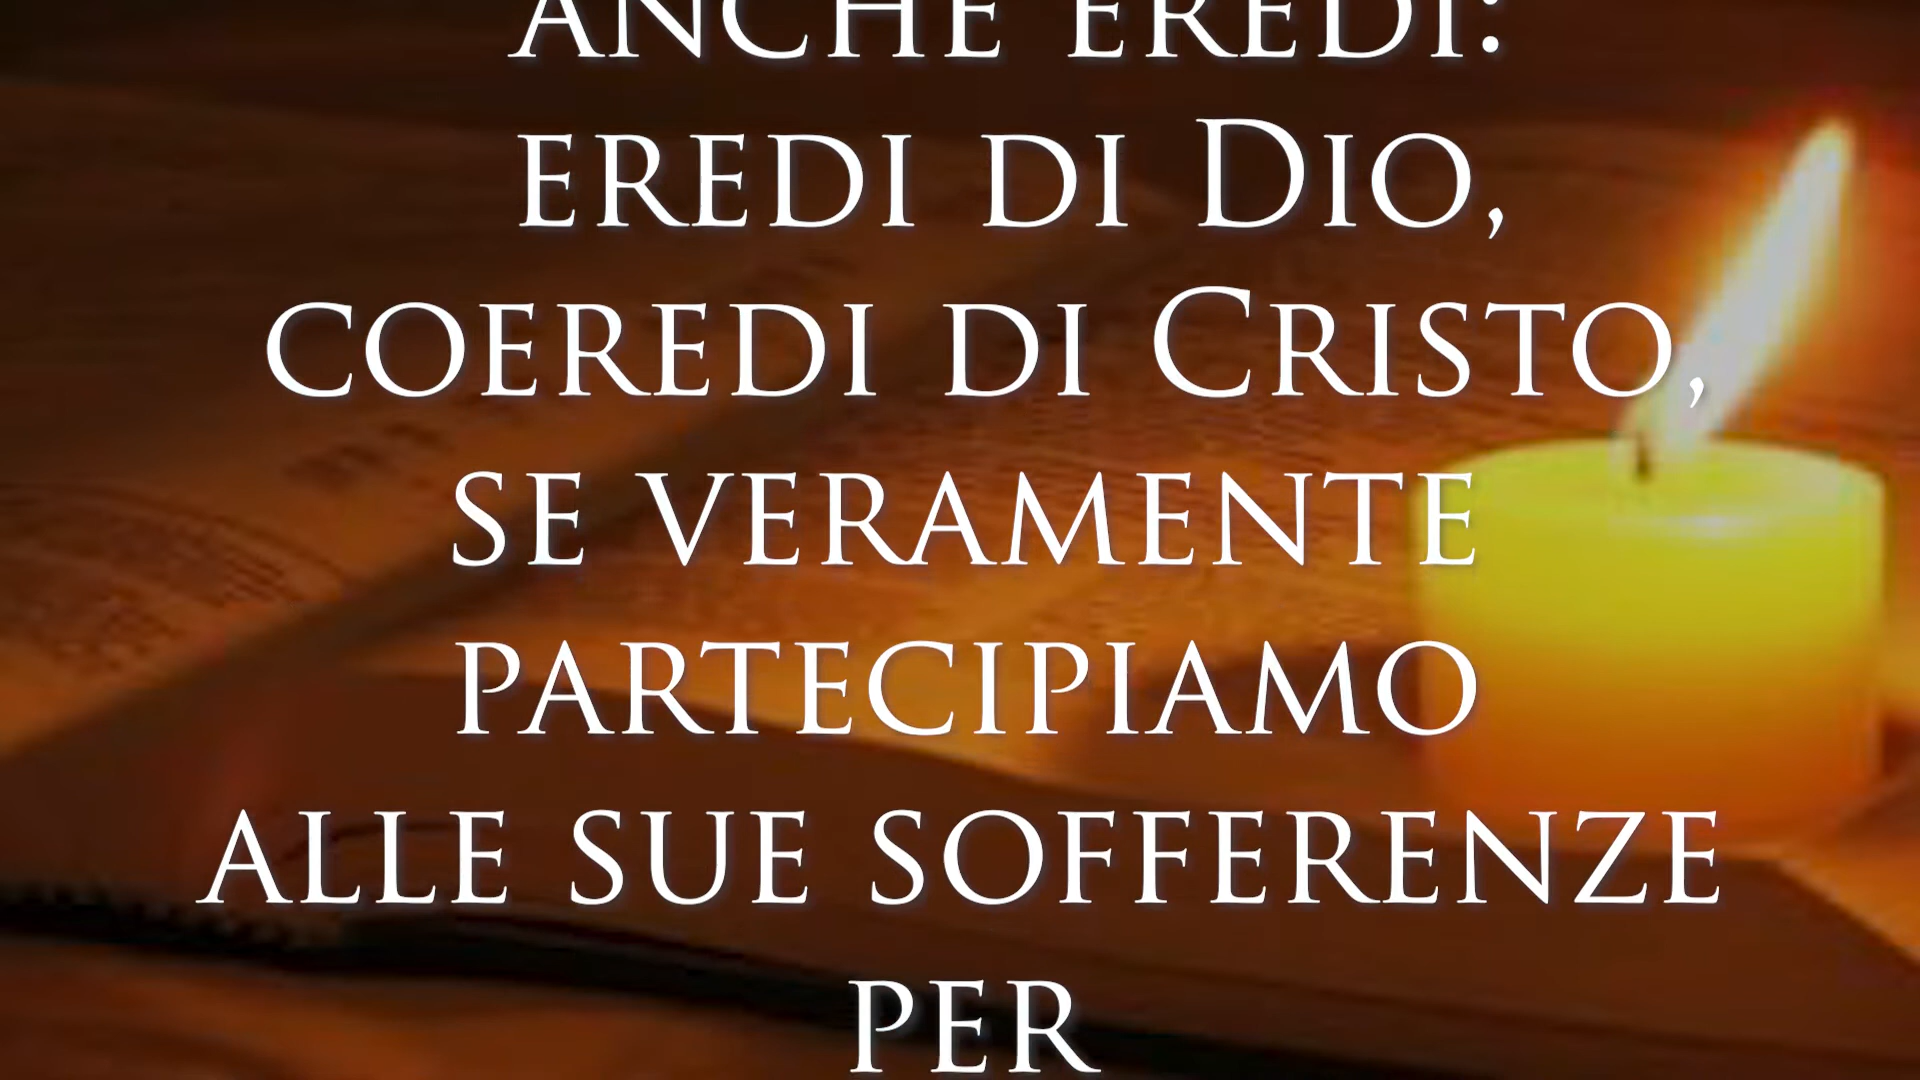 ANCHE EREDI:
EREDI DI DIO,
COEREDI DI CRISTO,
SE VERAMENTE
PARTECIPIAMO
ALLE SUE SOFFERENZE
PER